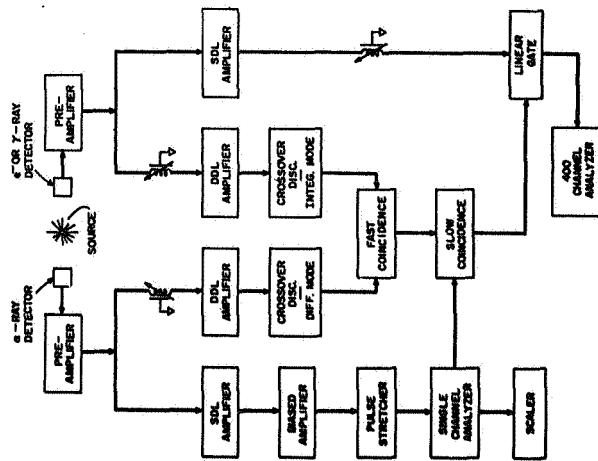 α-RAY
DETECTOR
SOURCE
e⁻ OR γ-RAY
DETECTOR
PRE-
AMPLIFIER
PRE-
AMPLIFIER
SDL
AMPLIFIER
DDL
AMPLIFIER
DDL
AMPLIFIER
SDL
AMPLIFIER
BIASED
AMPLIFIER
CROSSOVER
DISC.
DIFF. MODE
CROSSOVER
DISC.
INTEG. MODE
PULSE
STRETCHER
FAST
COINCIDENCE
SINGLE
CHANNEL
ANALYZER
SLOW
COINCIDENCE
LINEAR
GATE
SCALER
400
CHANNEL
ANALYZER